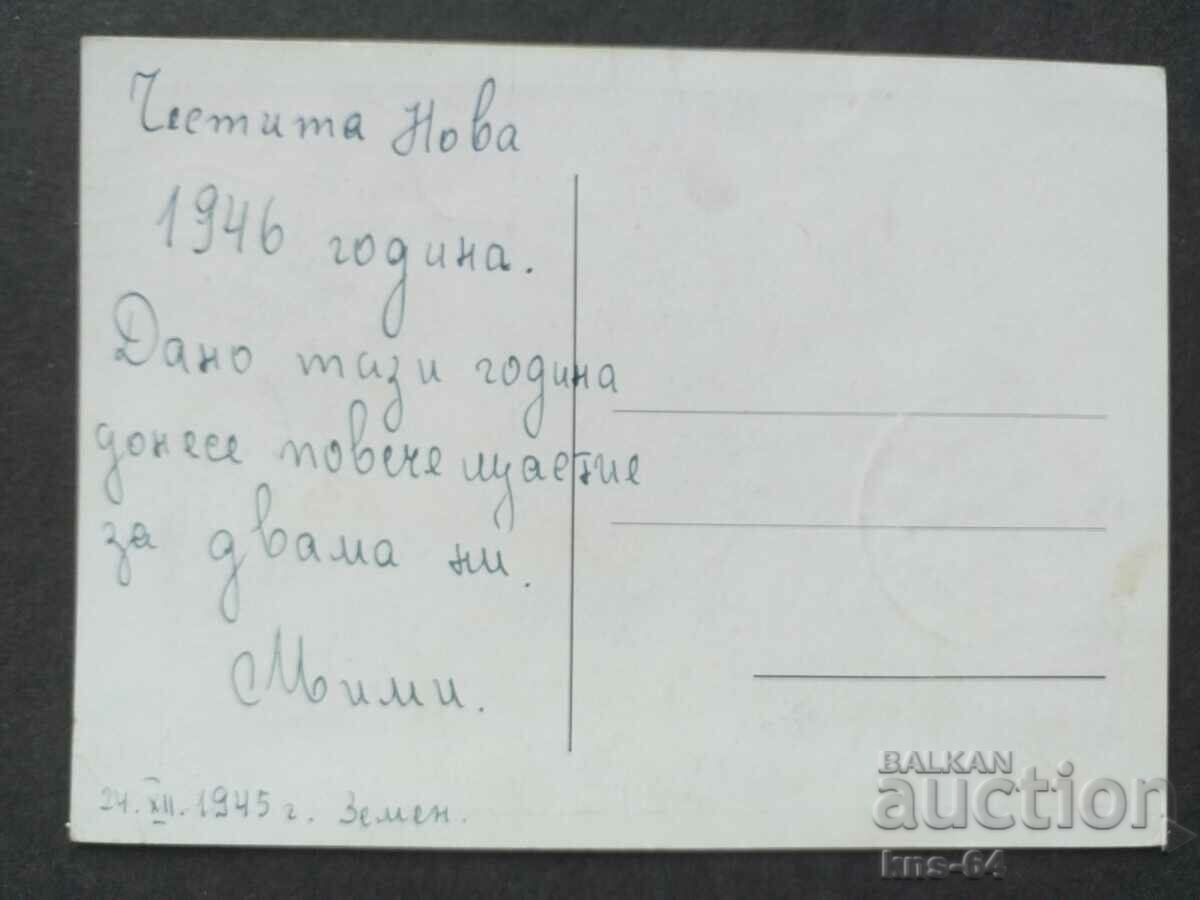 Честита Нова
1946 година.
Дано тази година
донесе повече щастие
за двама ни.
Мими.
24. XII. 1945 г. Земен.
BALKAN
auction
kns-64